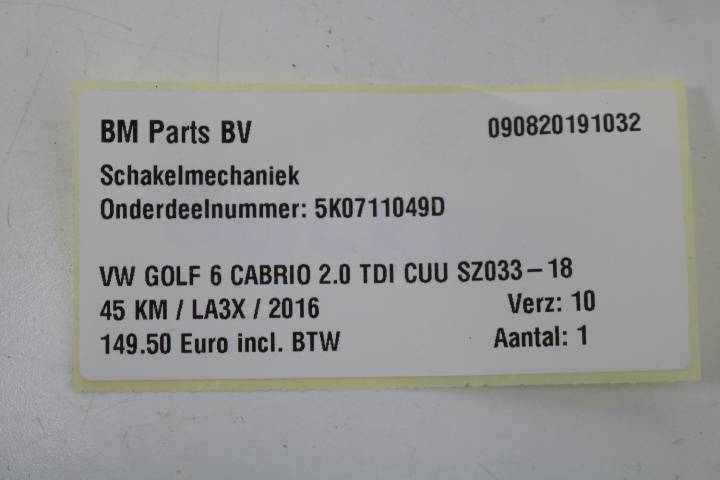 BM Parts BV 090820191032
Schakelmechaniek
Onderdeelnummer: 5K0711049D
VW GOLF 6 CABRIO 2.0 TDI CUU SZ033-18
45 KM / LA3X / 2016 Verz: 10
149.50 Euro incl. BTW Aantal: 1